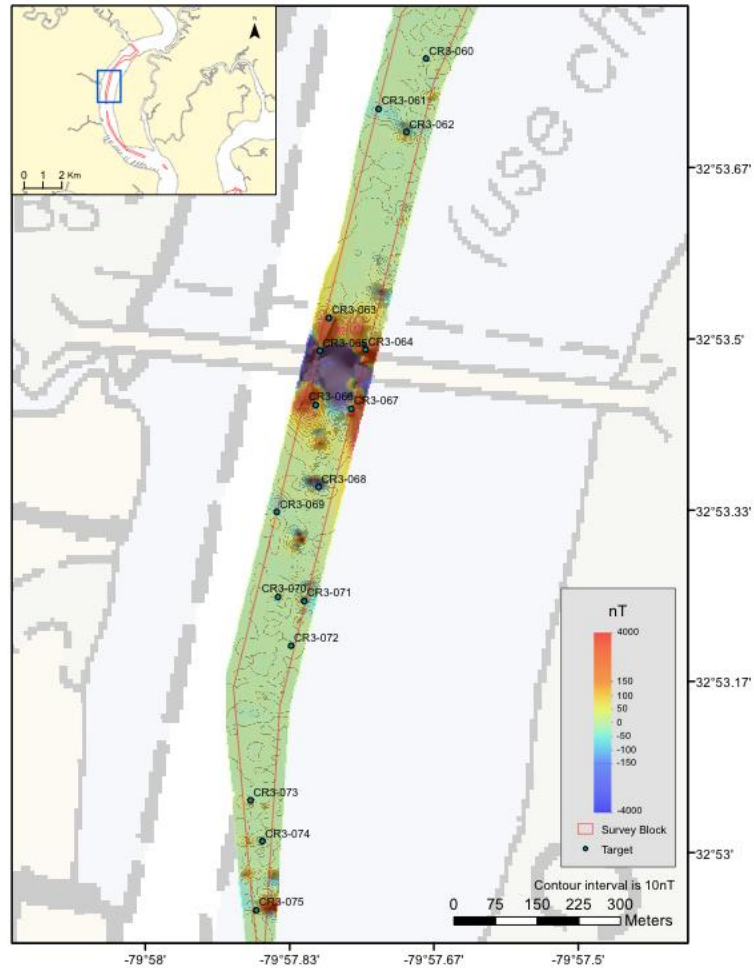 N
0 1 2 Km
CR3-060
CR3-061
CR3-062
32°53.67'
(use ch
CR3-063
CR3-064
CR3-065
32°53.5'
CR3-066
CR3-067
CR3-068
CR3-069
32°53.33'
CR3-070
CR3-071
CR3-072
nT
4000
150
100
50
0
-50
-100
-150
-4000
32°53.17'
CR3-073
CR3-074
Survey Block
Target
32°53'
Contour interval is 10nT
CR3-075
0 75 150 225 300
Meters
-79°58' -79°57.83' -79°57.67' -79°57.5'